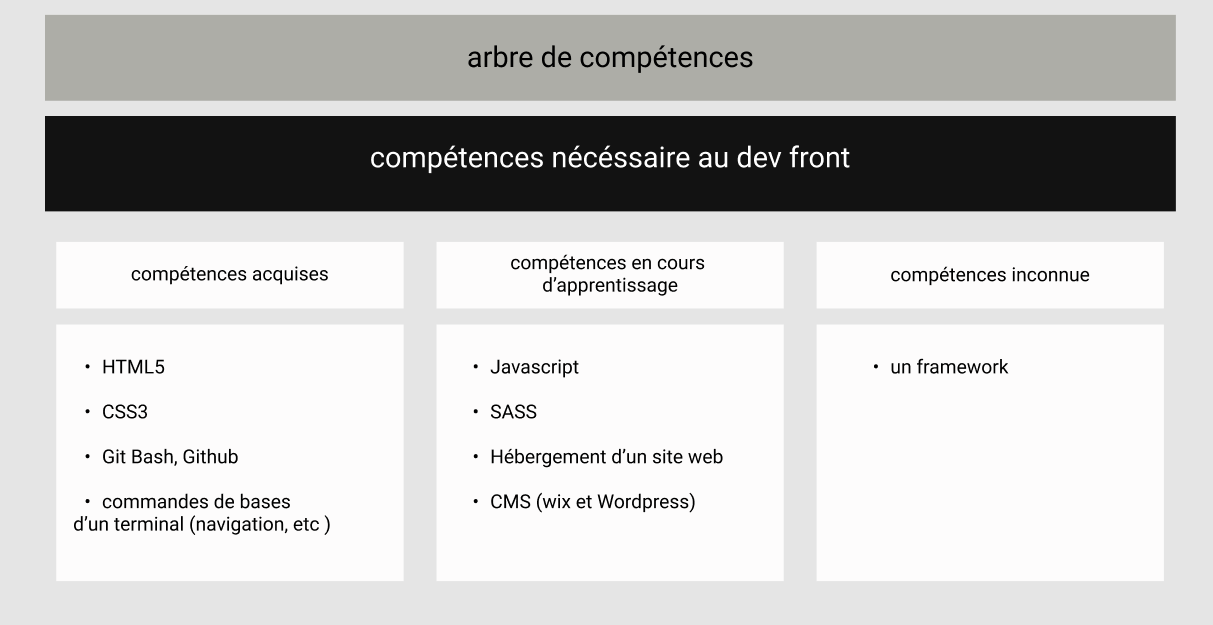 arbre de compétences
compétences nécéssaire au dev front
compétences acquises
compétences en cours
d'apprentissage
compétences inconnue
• HTML5
• CSS3
• Git Bash, Github
• commandes de bases
d'un terminal (navigation, etc )
• Javascript
• SASS
• Hébergement d'un site web
• CMS (wix et Wordpress)
• un framework